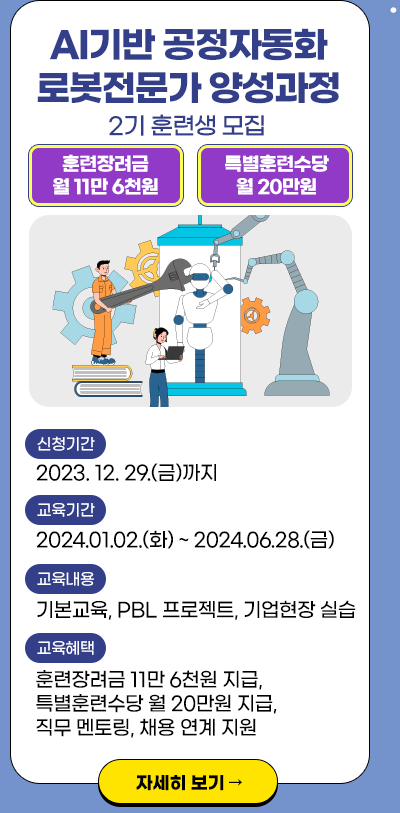 AI기반 공정자동화
로봇전문가 양성과정
2기 훈련생 모집
훈련장려금
월 11만 6천원
특별훈련수당
월 20만원
신청기간
2023. 12. 29.(금)까지
교육기간
2024.01.02.(화) ~ 2024.06.28.(금)
교육내용
기본교육, PBL 프로젝트, 기업현장 실습
교육혜택
훈련장려금 11만 6천원 지급,
특별훈련수당 월 20만원 지급,
직무 멘토링, 채용 연계 지원
자세히 보기 →